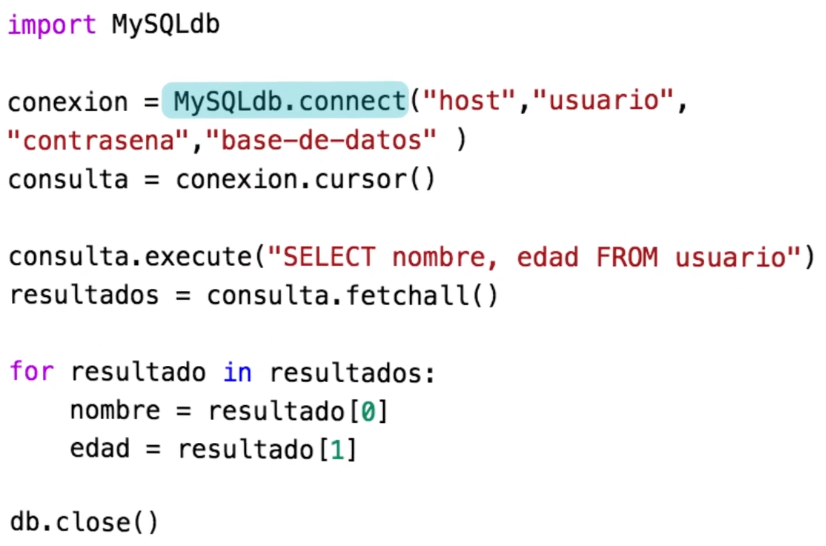 import MySQLdb
conexion = MySQLdb.connect("host","usuario",
"contrasena","base-de-datos" )
consulta = conexion.cursor()
consulta.execute("SELECT nombre, edad FROM usuario")
resultados = consulta.fetchall()
for resultado in resultados:
    nombre = resultado[0]
    edad = resultado[1]
db.close()